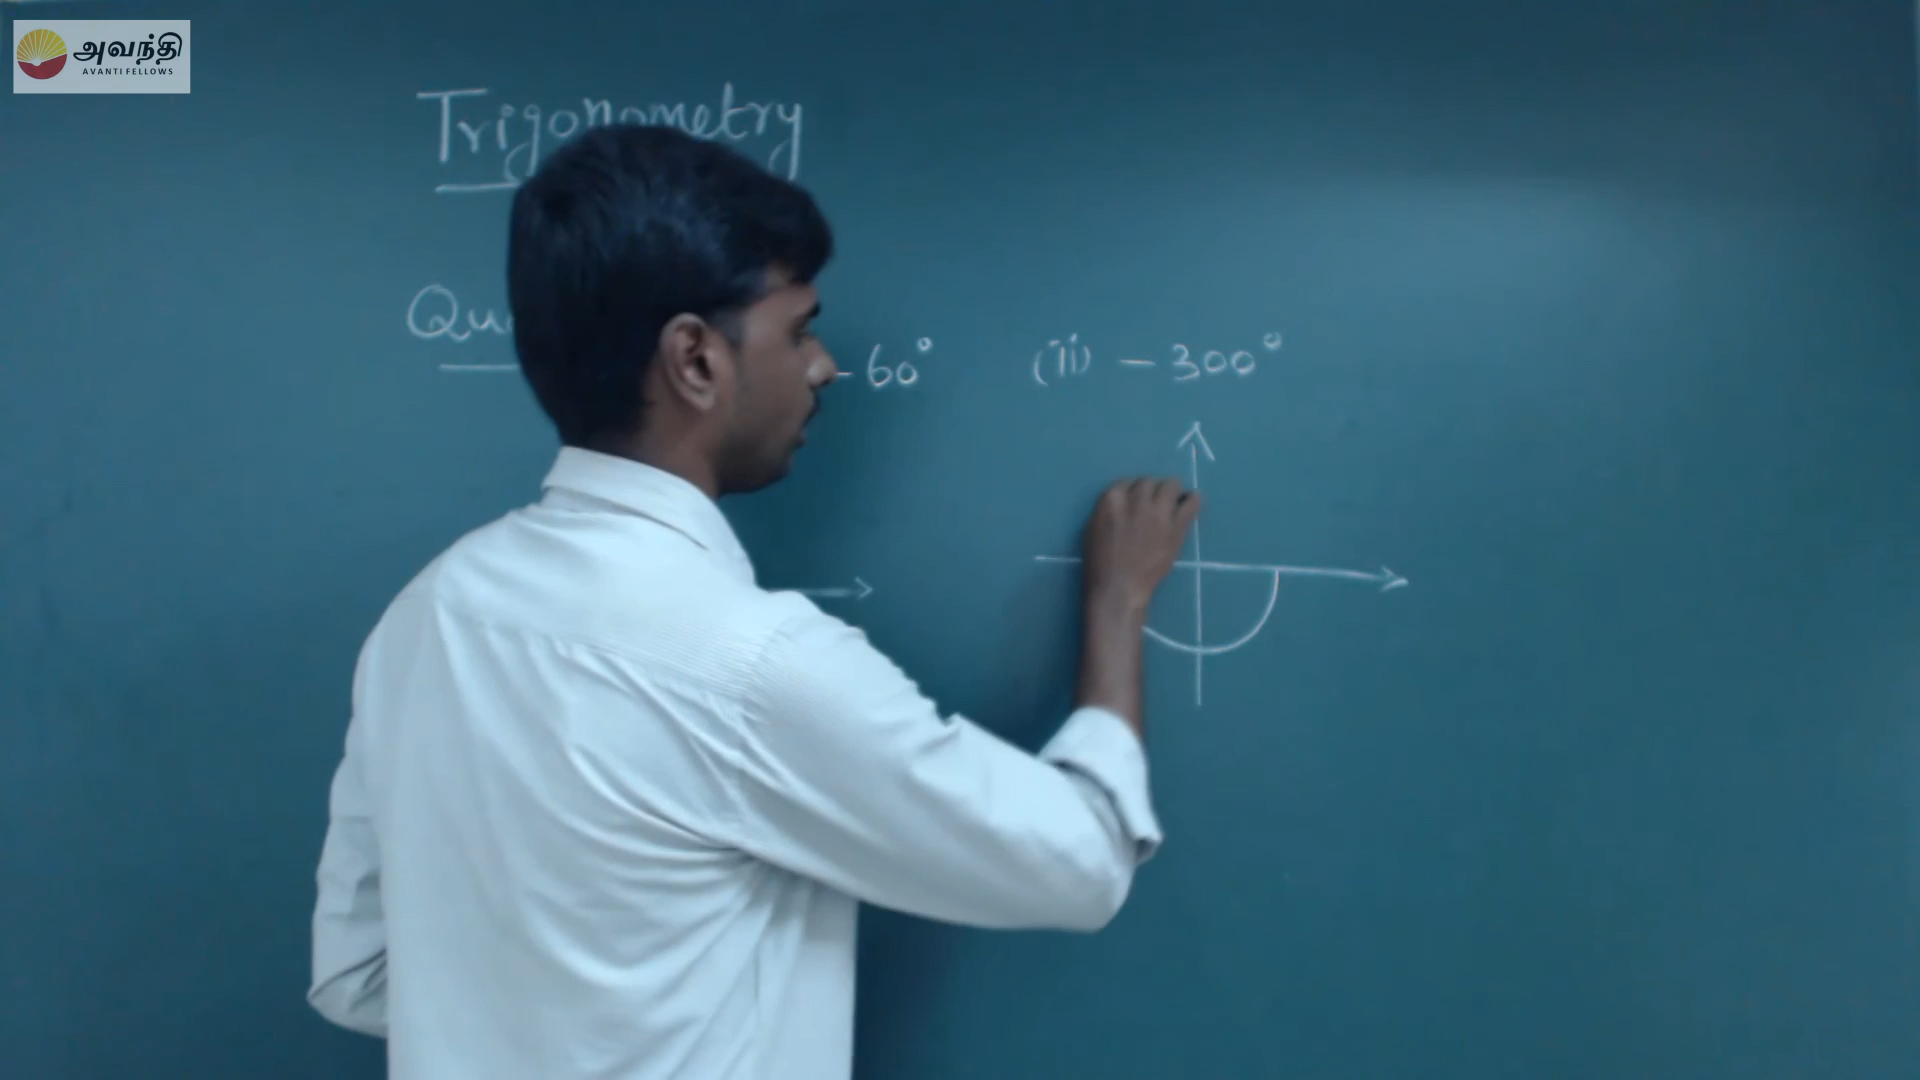 அவந்தி
AVANTI FELLOWS
Trigonometry
- 60° (ii) - 300°